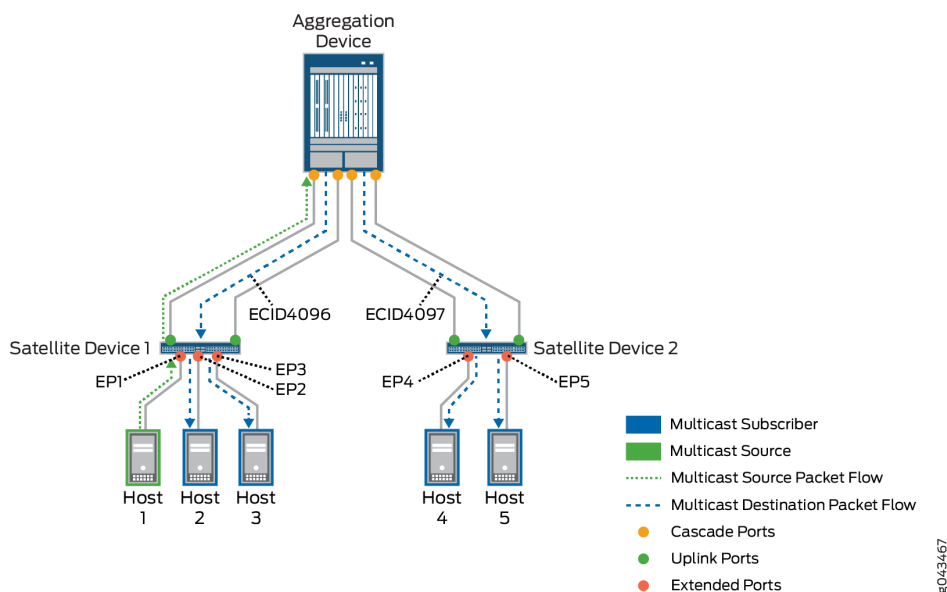 Aggregation
Device
ECID4096
ECID4097
Satellite Device 1
Satellite Device 2
EP1
EP3
EP2
EP4
EP5
Host
1
Host
2
Host
3
Host
4
Host
5
Multicast Subscriber
Multicast Source
Multicast Source Packet Flow
Multicast Destination Packet Flow
Cascade Ports
Uplink Ports
Extended Ports
g043467